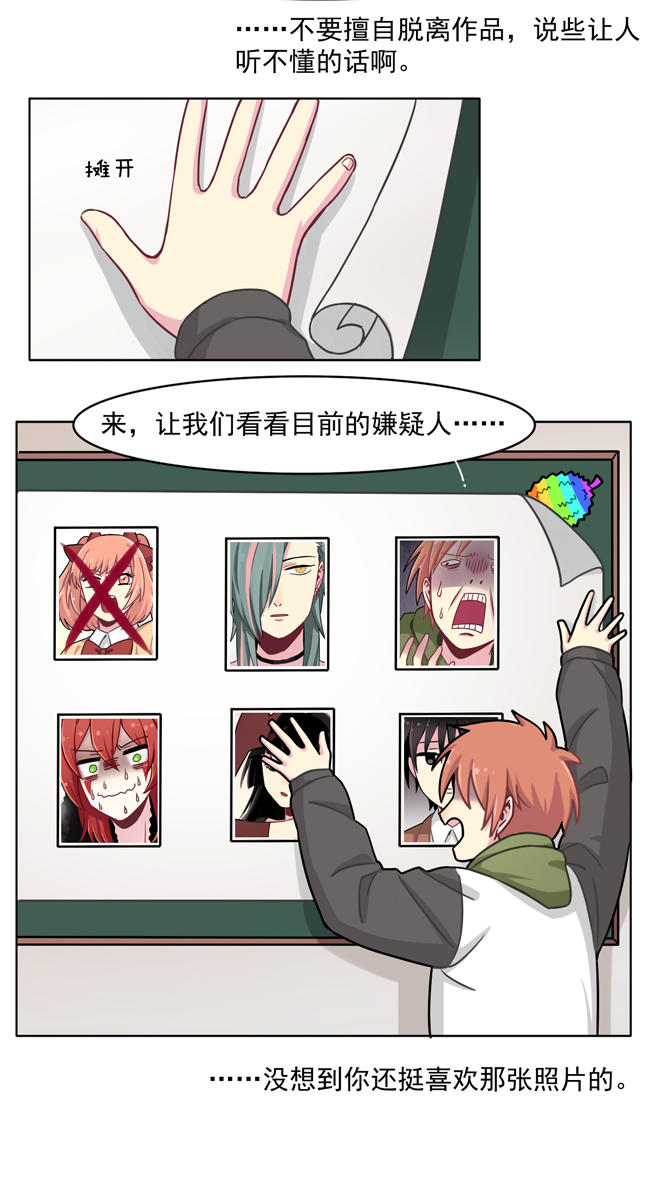 ……不要擅自脱离作品，说些让人
听不懂的话啊。
摊开
来，让我们看看目前的嫌疑人……
……没想到你还挺喜欢那张照片的。